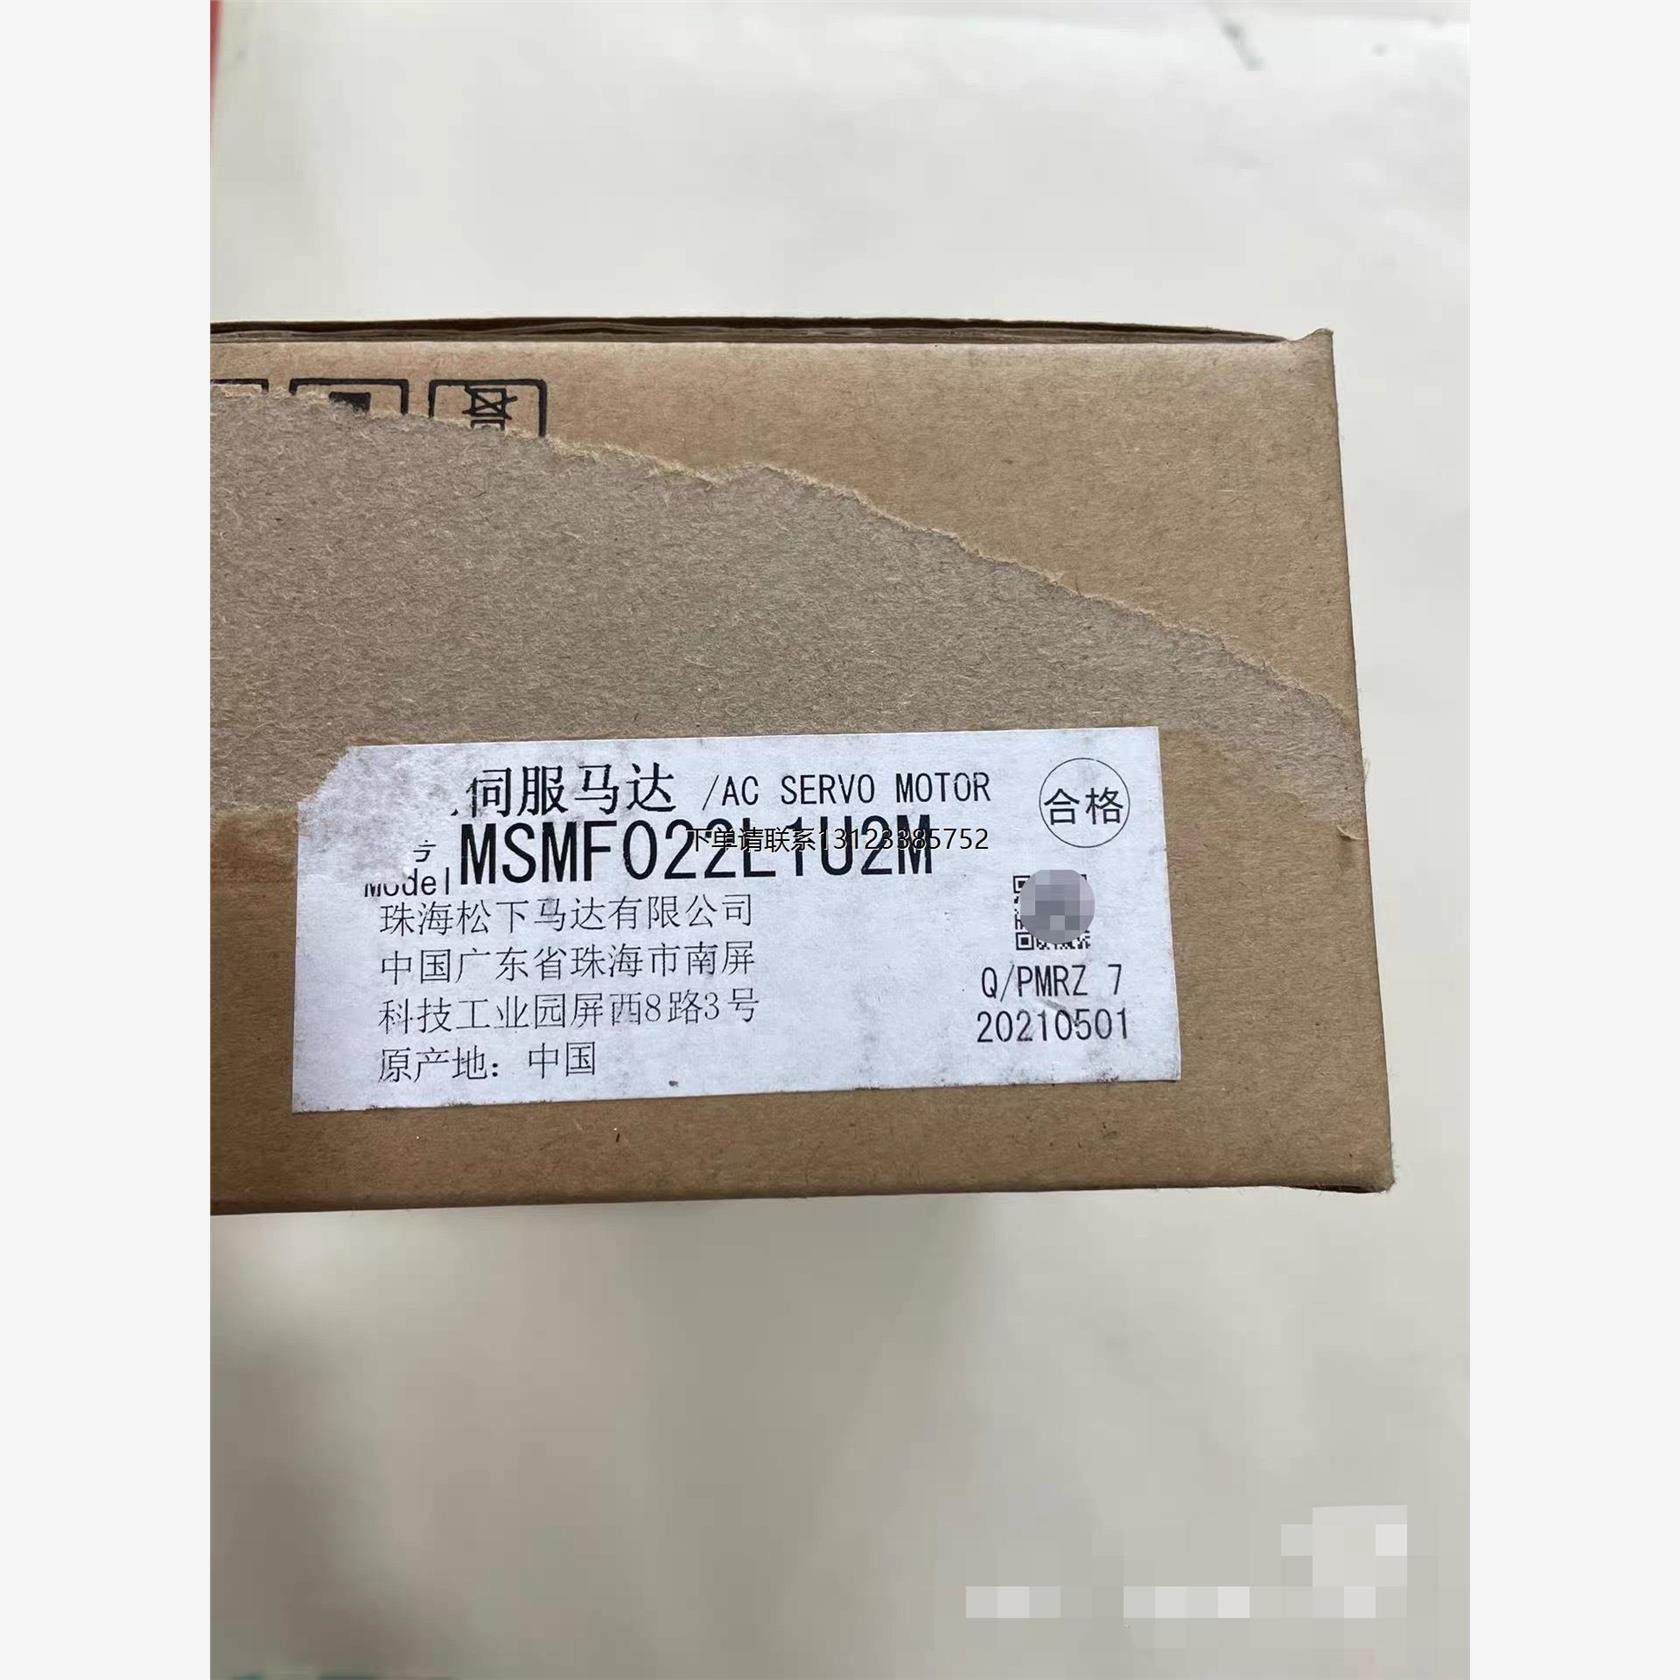 伺服马达 /AC SERVO MOTOR
合格
号
Model MSMF022L1U2M
下单请联系13123385752
珠海松下马达有限公司
中国广东省珠海市南屏
科技工业园屏西8路3号
原产地：中国
Q/PMRZ 7
20210501